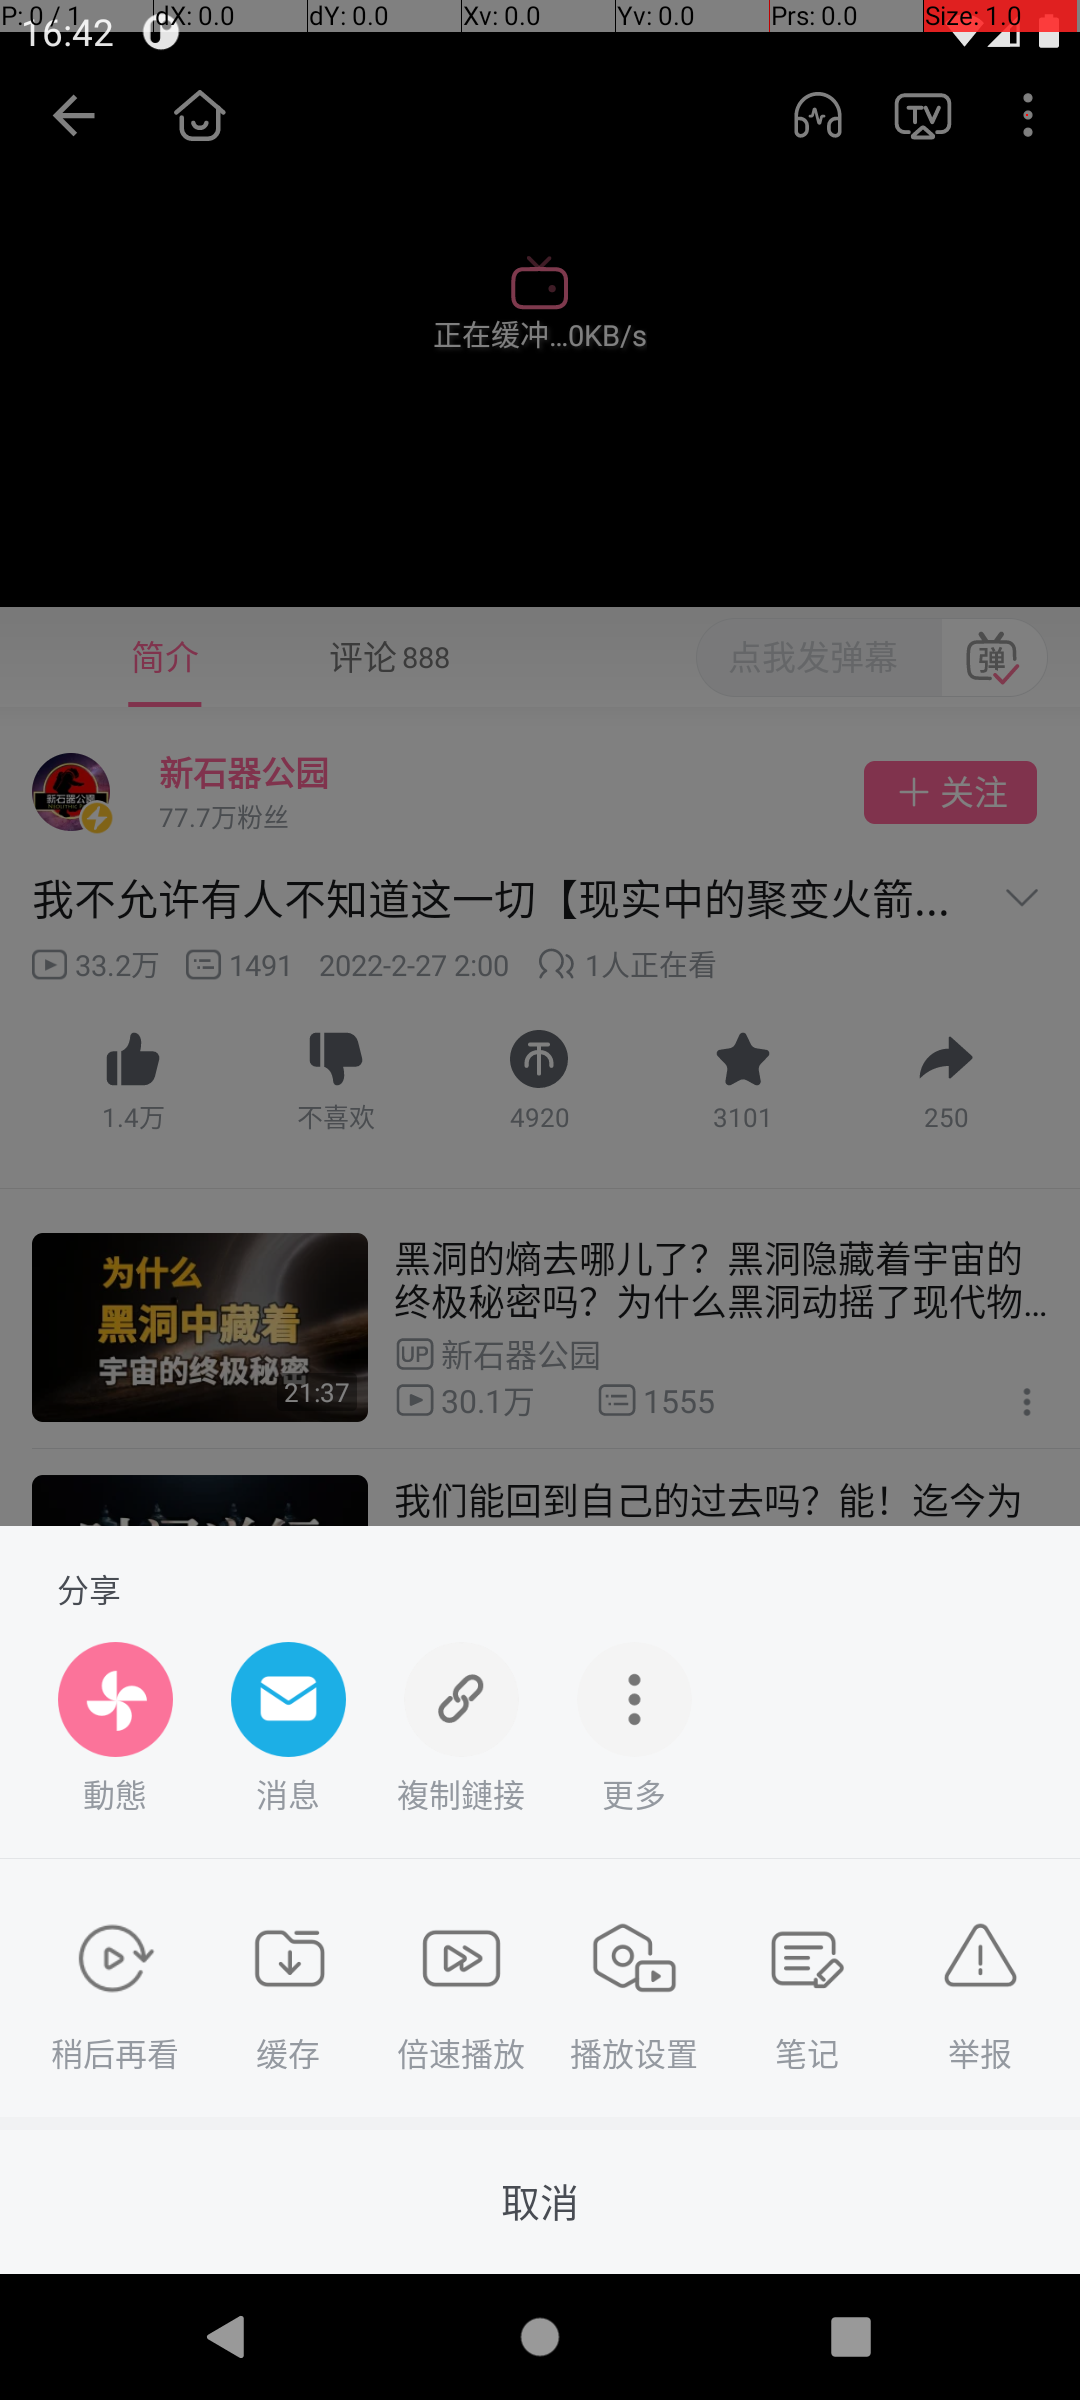 P: 0 / 1 dX: 0.0 dY: 0.0 Xv: 0.0 Yv: 0.0 Prs: 0.0 Size: 1.0
16:42
TV
正在缓冲...0KB/s
简介 评论 888 点我发弹幕 弹
新石器公园
新石器公園
77.7万粉丝
关注
我不允许有人不知道这一切【现实中的聚变火箭...
33.2万 1491 2022-2-27 2:00 1人正在看
1.4万 不喜欢 4920 3101 250
为什么
黑洞中藏着
宇宙的终极秘密
21:37
黑洞的熵去哪儿了？黑洞隐藏着宇宙的
终极秘密吗？为什么黑洞动摇了现代物...
UP 新石器公园
30.1万 1555
我们能回到自己的过去吗？能！迄今为
分享
動態 消息 複制鏈接 更多
稍后再看 缓存 倍速播放 播放设置 笔记 举报
取消